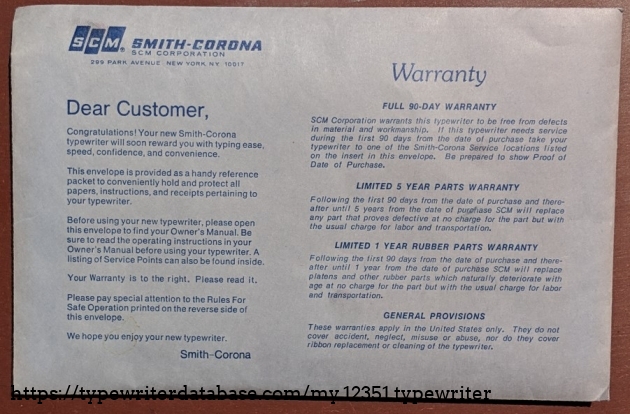 SCM® SMITH-CORONA
SCM CORPORATION
299 PARK AVENUE NEW YORK, N.Y. 10017
Dear Customer,
Congratulations! Your new Smith-Corona
typewriter will soon reward you with typing ease,
speed, confidence, and convenience.
This envelope is provided as a handy reference
packet to conveniently hold and protect all
papers, instructions, and receipts pertaining to
your typewriter.
Before using your new typewriter, please open
this envelope to find your Owner's Manual. Be
sure to read the operating instructions in your
Owner's Manual before using your typewriter. A
listing of Service Points can also be found inside.
Your Warranty is to the right. Please read it.
Please pay special attention to the Rules For
Safe Operation printed on the reverse side of
this envelope.
We hope you enjoy your new typewriter.
Smith-Corona
Warranty
FULL 90-DAY WARRANTY
SCM Corporation warrants this typewriter to be free from defects
in material and workmanship. If this typewriter needs service
during the first 90 days from the date of purchase take your
typewriter to one of the Smith-Corona Service locations listed
on the insert in this envelope. Be prepared to show Proof of
Date of Purchase.
LIMITED 5 YEAR PARTS WARRANTY
Following the first 90 days from the date of purchase and there-
after until 5 years from the date of purchase SCM will replace
any part that proves defective at no charge for the part but with
the usual charge for labor and transportation.
LIMITED 1 YEAR RUBBER PARTS WARRANTY
Following the first 90 days from the date of purchase and there-
after until 1 year from the date of purchase SCM will replace
platens and other rubber parts which naturally deteriorate with
age at no charge for the part but with the usual charge for labor
and transportation.
GENERAL PROVISIONS
These warranties apply in the United States only. They do not
cover accident, neglect, misuse or abuse, nor do they cover
ribbon replacement or cleaning of the typewriter.
https://typewriterdatabase.com/my.12351.typewriter